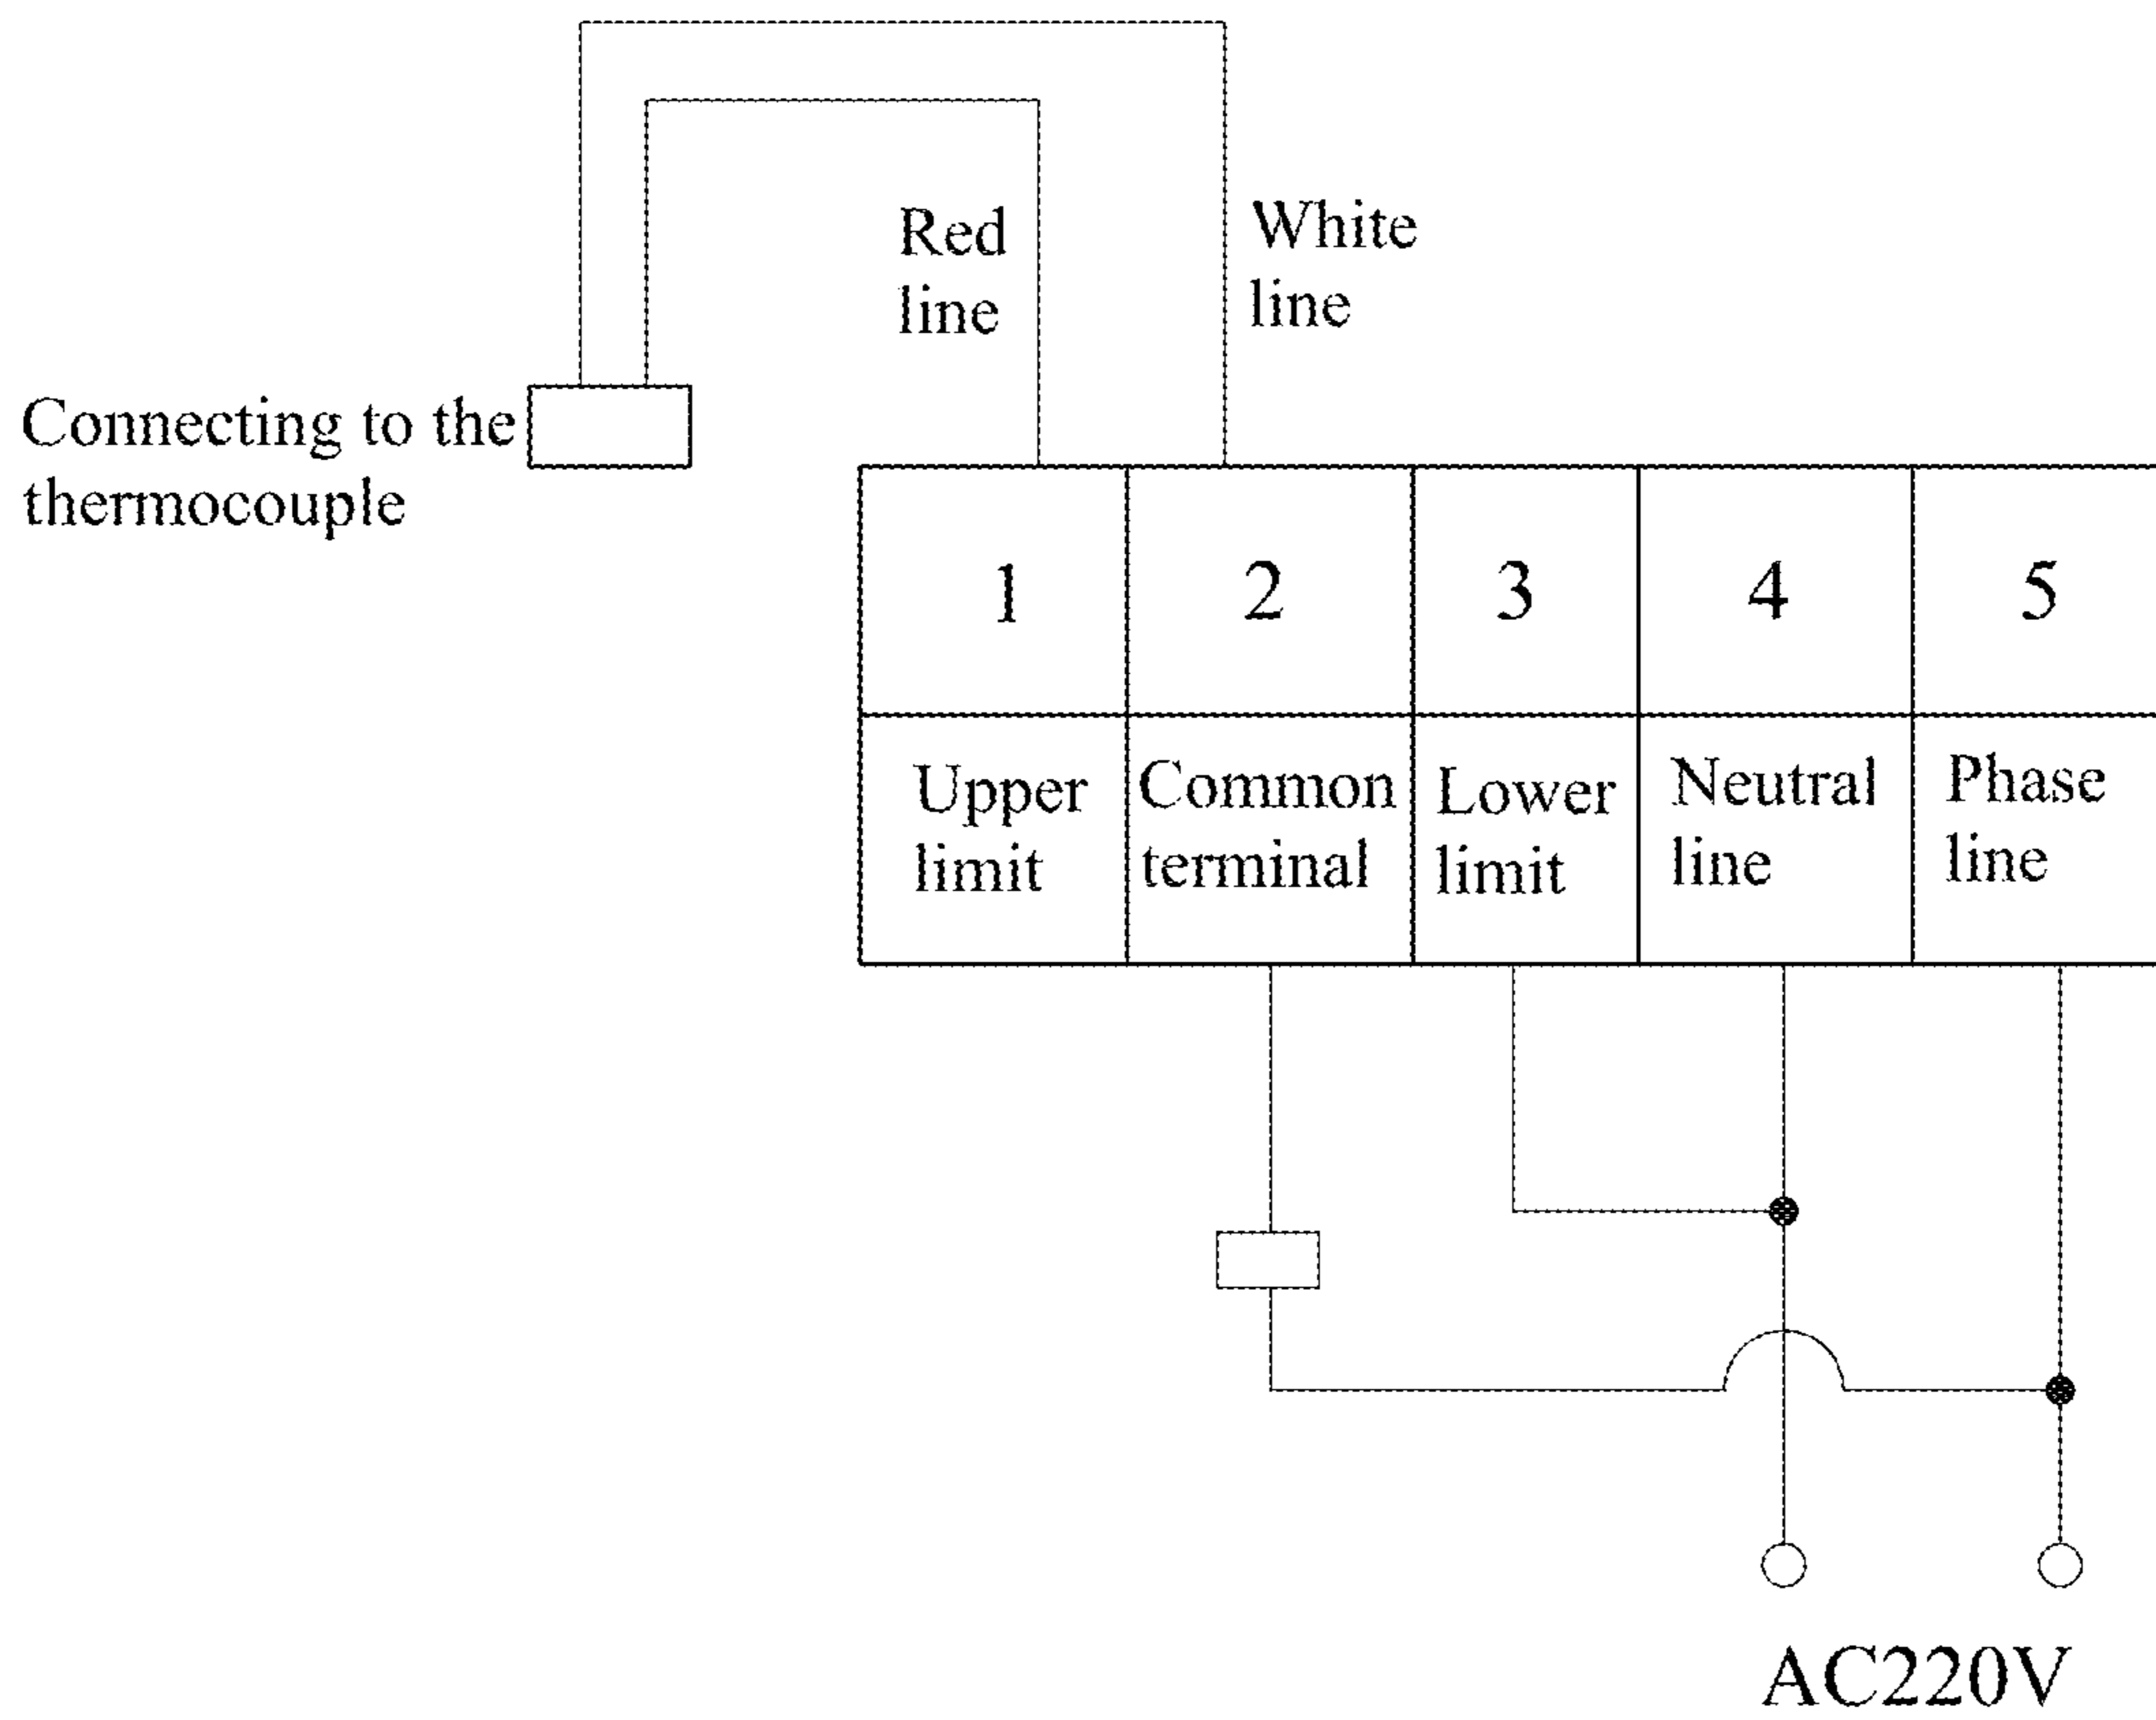 Red
line
White
line
Connecting to the
thermocouple
1
2
3
4
5
Upper
limit
Common
terminal
Lower
limit
Neutral
line
Phase
line
AC220V